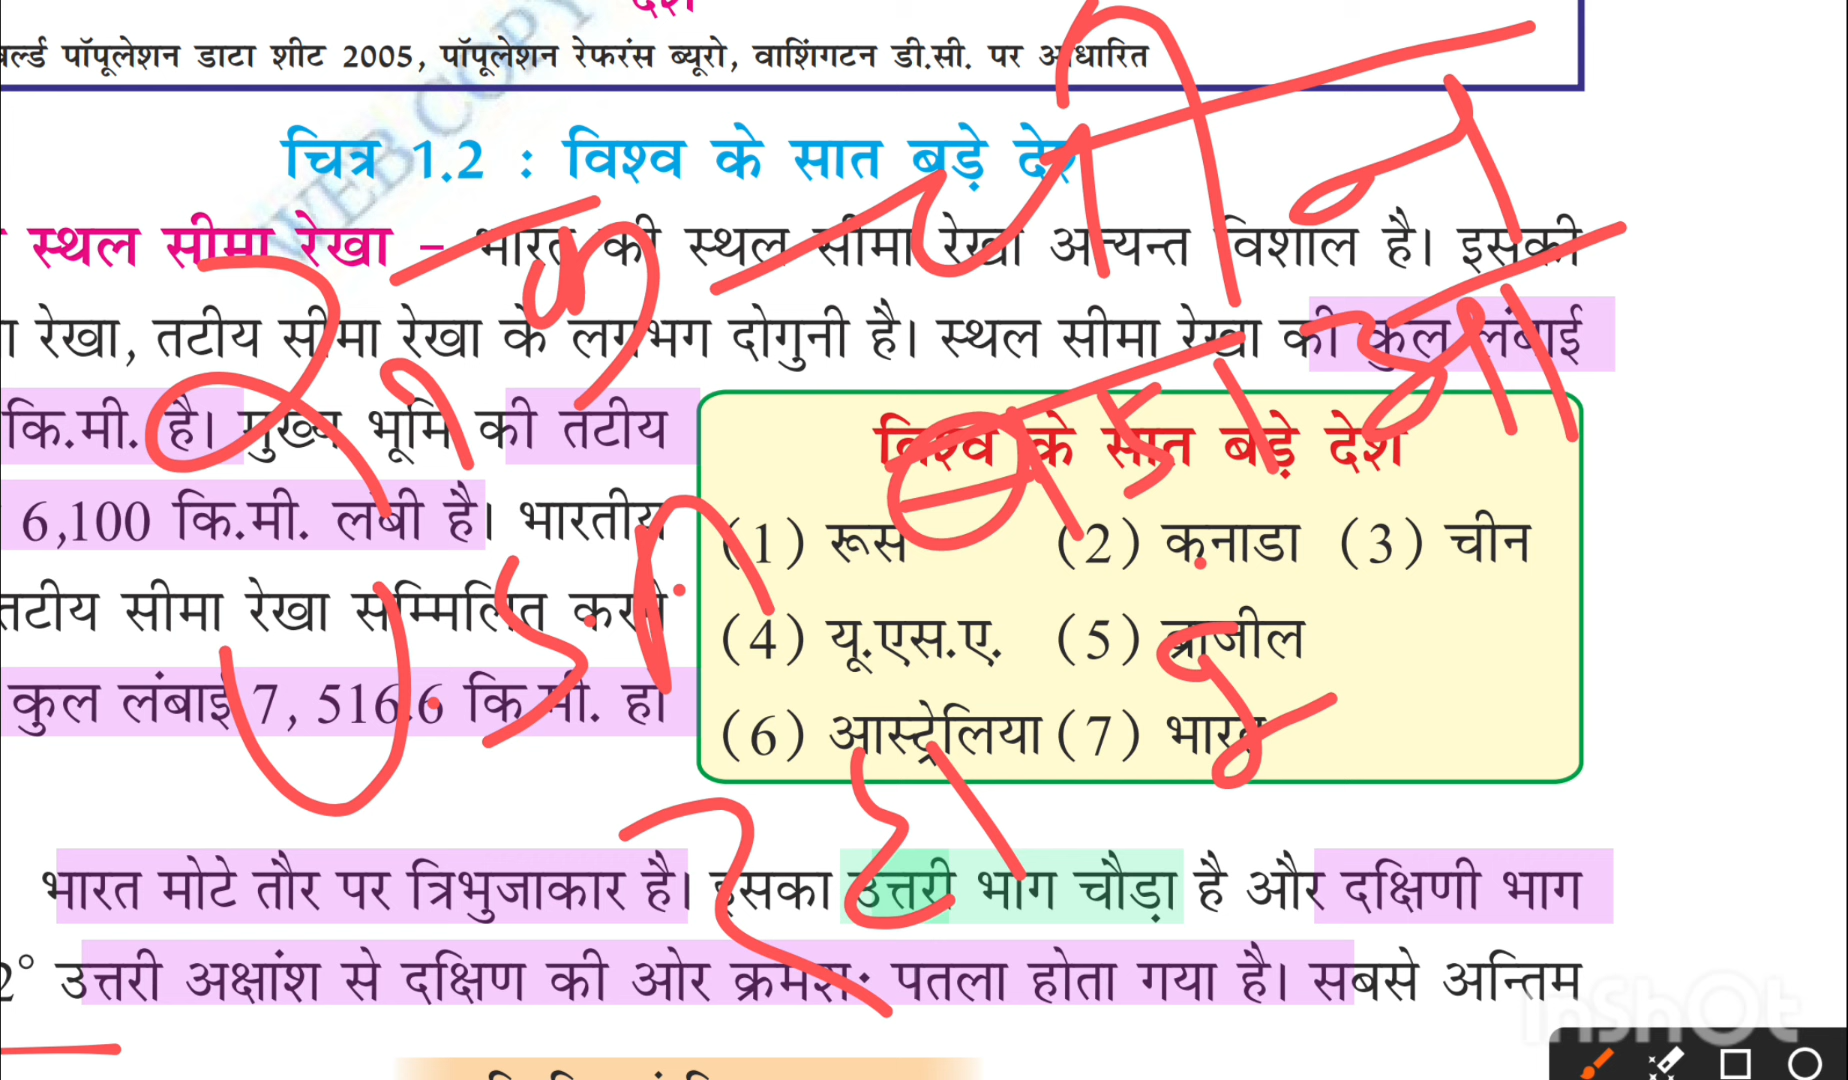 देश
वर्ल्ड पॉपूलेशन डाटा शीट 2005, पॉपूलेशन रेफरंस ब्यूरो, वाशिंगटन डी.सी. पर आधारित
WEB COPY
चित्र 1.2 : विश्व के सात बड़े देश
स्थल सीमा रेखा – भारत की स्थल सीमा रेखा अत्यन्त विशाल है। इसकी
रेखा, तटीय सीमा रेखा के लगभग दोगुनी है। स्थल सीमा रेखा की कुल लंबाई
कि.मी. है। मुख्य भूमि की तटीय
6,100 कि.मी. लंबी है। भारतीय
तटीय सीमा रेखा सम्मिलित करने
कुल लंबाई 7, 516.6 कि.मी. हो
विश्व के सात बड़े देश
(1) रूस (2) कनाडा (3) चीन
(4) यू.एस.ए. (5) ब्राजील
(6) आस्ट्रेलिया (7) भारत
भारत मोटे तौर पर त्रिभुजाकार है। इसका उत्तरी भाग चौड़ा है और दक्षिणी भाग
2° उत्तरी अक्षांश से दक्षिण की ओर क्रमशः पतला होता गया है। सबसे अन्तिम
InShOt